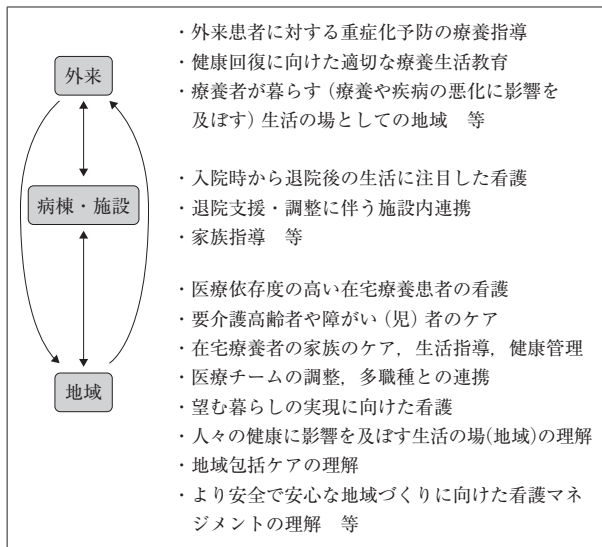 外来
・外来患者に対する重症化予防の療養指導
・健康回復に向けた適切な療養生活教育
・療養者が暮らす（療養や疾病の悪化に影響を
及ぼす）生活の場としての地域　等
病棟・施設
・入院時から退院後の生活に注目した看護
・退院支援・調整に伴う施設内連携
・家族指導　等
地域
・医療依存度の高い在宅療養患者の看護
・要介護高齢者や障がい（児）者のケア
・在宅療養者の家族のケア，生活指導，健康管理
・医療チームの調整，多職種との連携
・望む暮らしの実現に向けた看護
・人々の健康に影響を及ぼす生活の場(地域)の理解
・地域包括ケアの理解
・より安全で安心な地域づくりに向けた看護マネ
ジメントの理解　等